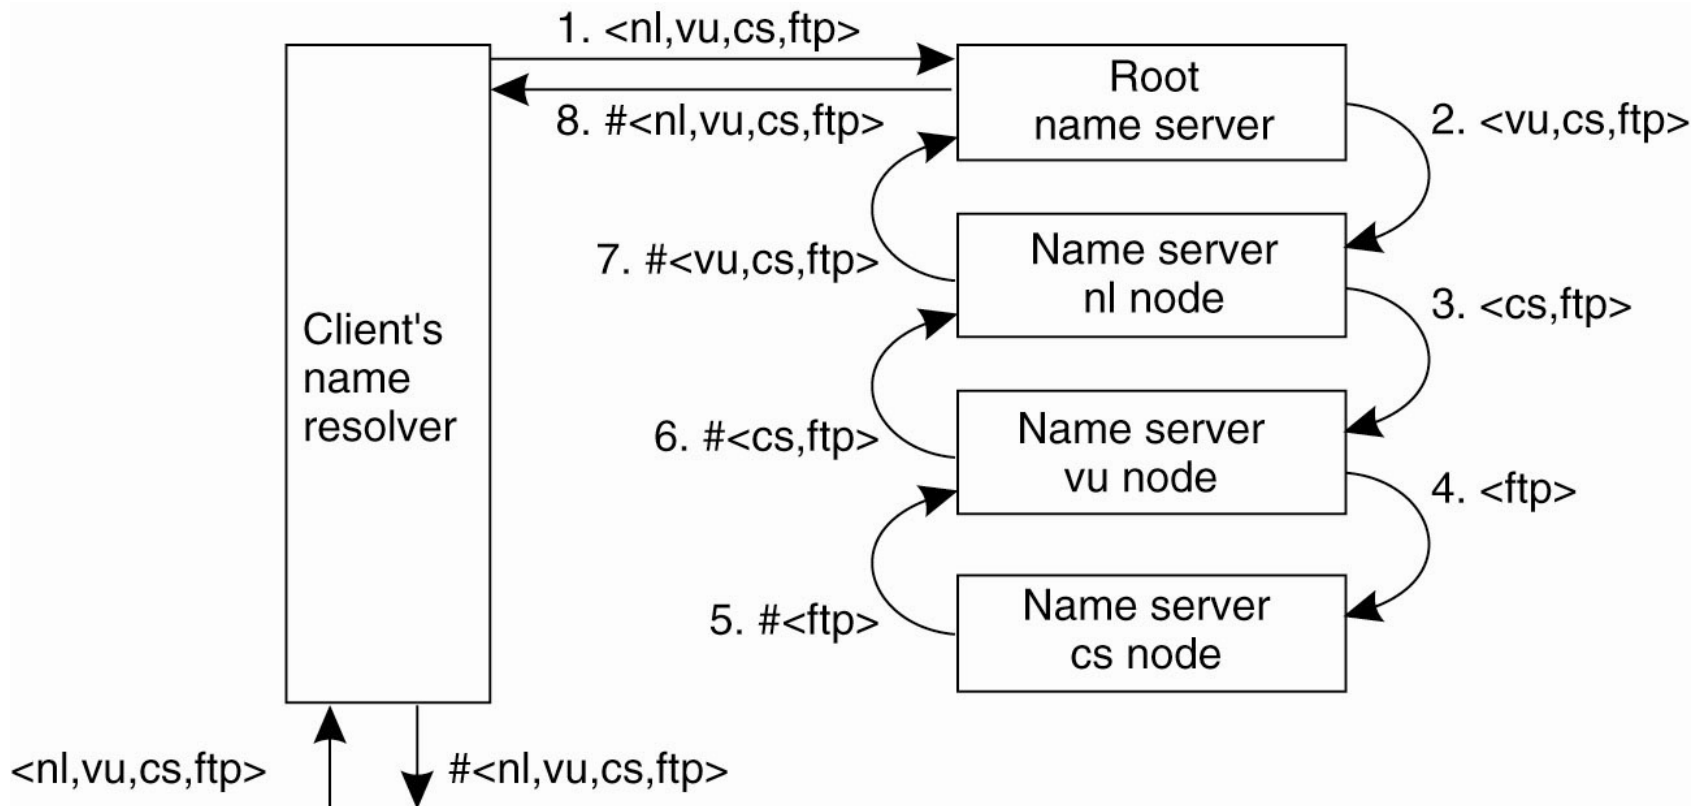 1. <nl,vu,cs,ftp>
Root
name server
8. #<nl,vu,cs,ftp>
2. <vu,cs,ftp>
7. #<vu,cs,ftp>
Name server
nl node
3. <cs,ftp>
Client's
name
resolver
6. #<cs,ftp>
Name server
vu node
4. <ftp>
5. #<ftp>
Name server
cs node
<nl,vu,cs,ftp>
#<nl,vu,cs,ftp>